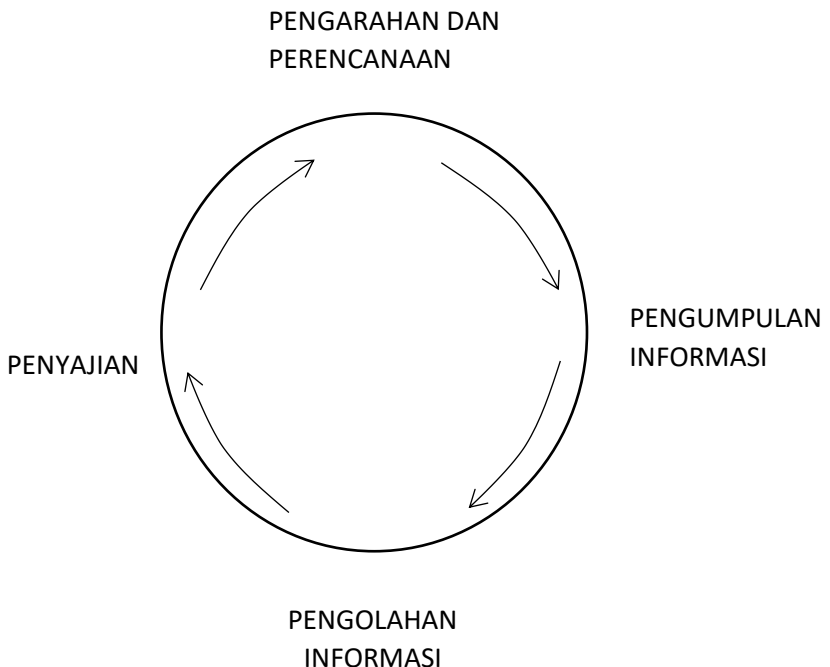 PENGARAHAN DAN
PERENCANAAN
PENGUMPULAN
INFORMASI
PENYAJIAN
PENGOLAHAN
INFORMASI